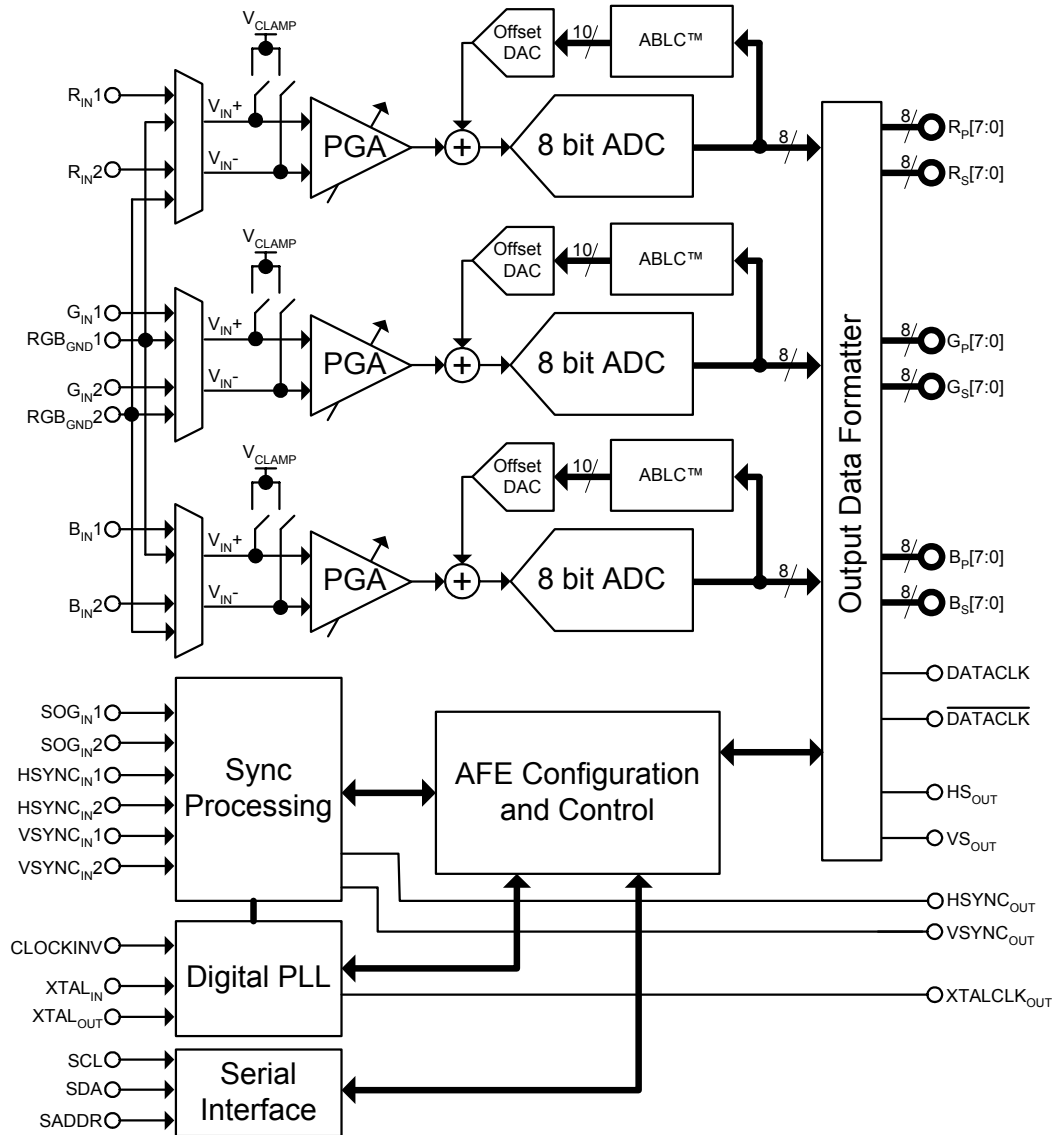 V_CLAMP
Offset DAC
10/
ABLC™
R_IN1
V_IN+
PGA
+
8 bit ADC
8/
8/
R_P[7:0]
R_IN2
V_IN-
8/
R_S[7:0]
V_CLAMP
Offset DAC
10/
ABLC™
G_IN1
RGB_GND1
V_IN+
PGA
+
8 bit ADC
8/
8/
G_P[7:0]
G_IN2
V_IN-
8/
G_S[7:0]
RGB_GND2
Output Data Formatter
V_CLAMP
Offset DAC
10/
ABLC™
B_IN1
V_IN+
PGA
+
8 bit ADC
8/
8/
B_P[7:0]
B_IN2
V_IN-
8/
B_S[7:0]
DATACLK
DATACLK
HS_OUT
VS_OUT
SOG_IN1
SOG_IN2
HSYNC_IN1
HSYNC_IN2
VSYNC_IN1
VSYNC_IN2
Sync
Processing
AFE Configuration
and Control
HSYNC_OUT
VSYNC_OUT
CLOCKINV
XTAL_IN
XTAL_OUT
Digital PLL
XTALCLK_OUT
SCL
SDA
SADDR
Serial
Interface